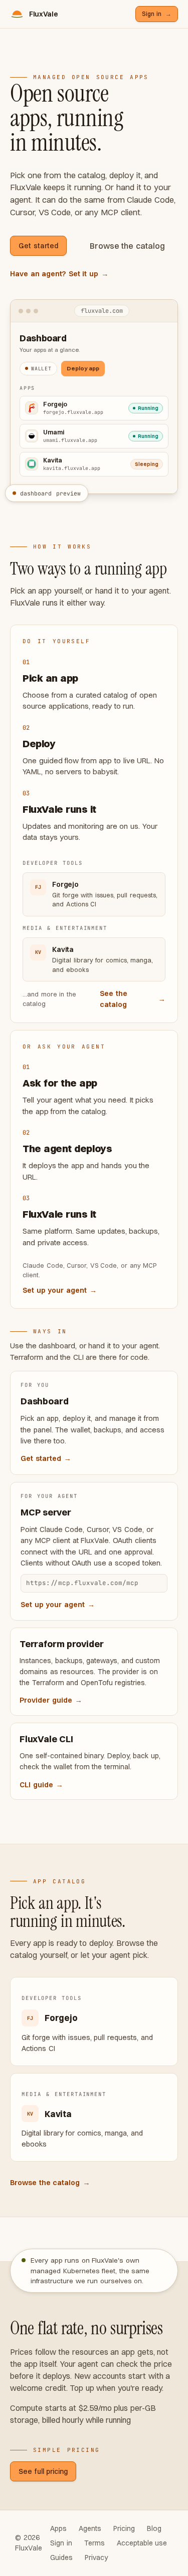 FluxVale
Sign in →
MANAGED OPEN SOURCE APPS
Open source
apps, running
in minutes.
Pick one from the catalog, deploy it, and
FluxVale keeps it running. Or hand it to your
agent. It can do the same from Claude Code,
Cursor, VS Code, or any MCP client.
Get started
Browse the catalog
Have an agent? Set it up →
fluxvale.com
Dashboard
Your apps at a glance.
WALLET
Deploy app
APPS
Forgejo
forgejo.fluxvale.app
Running
Umami
umami.fluxvale.app
Running
Kavita
kavita.fluxvale.app
Sleeping
dashboard preview
HOW IT WORKS
Two ways to a running app
Pick an app yourself, or hand it to your agent.
FluxVale runs it either way.
DO IT YOURSELF
01
Pick an app
Choose from a curated catalog of open
source applications, ready to run.
02
Deploy
One guided flow from app to live URL. No
YAML, no servers to babysit.
03
FluxVale runs it
Updates and monitoring are on us. Your
data stays yours.
DEVELOPER TOOLS
FJ
Forgejo
Git forge with issues, pull requests,
and Actions CI
MEDIA & ENTERTAINMENT
KV
Kavita
Digital library for comics, manga,
and ebooks
...and more in the
catalog
See the
catalog →
OR ASK YOUR AGENT
01
Ask for the app
Tell your agent what you need. It picks
the app from the catalog.
02
The agent deploys
It deploys the app and hands you the
URL.
03
FluxVale runs it
Same platform. Same updates, backups,
and private access.
Claude Code, Cursor, VS Code, or any MCP
client.
Set up your agent →
WAYS IN
Use the dashboard, or hand it to your agent.
Terraform and the CLI are there for code.
FOR YOU
Dashboard
Pick an app, deploy it, and manage it from
the panel. The wallet, backups, and access
live there too.
Get started →
FOR YOUR AGENT
MCP server
Point Claude Code, Cursor, VS Code, or
any MCP client at FluxVale. OAuth clients
connect with the URL and one approval.
Clients without OAuth use a scoped token.
https://mcp.fluxvale.com/mcp
Set up your agent →
Terraform provider
Instances, backups, gateways, and custom
domains as resources. The provider is on
the Terraform and OpenTofu registries.
Provider guide →
FluxVale CLI
One self-contained binary. Deploy, back up,
check the wallet from the terminal.
CLI guide →
APP CATALOG
Pick an app. It's
running in minutes.
Every app is ready to deploy. Browse the
catalog yourself, or let your agent pick.
DEVELOPER TOOLS
FJ
Forgejo
Git forge with issues, pull requests, and
Actions CI
MEDIA & ENTERTAINMENT
KV
Kavita
Digital library for comics, manga, and
ebooks
Browse the catalog →
Every app runs on FluxVale's own
managed Kubernetes fleet, the same
infrastructure we run ourselves on.
One flat rate, no surprises
Prices follow the resources an app gets, not
the app itself. Your agent can check the price
before it deploys. New accounts start with a
welcome credit. Top up when you're ready.
Compute starts at $2.59/mo plus per-GB
storage, billed hourly while running
SIMPLE PRICING
See full pricing
© 2026
FluxVale
Apps Agents Pricing Blog
Sign in Terms Acceptable use
Guides Privacy